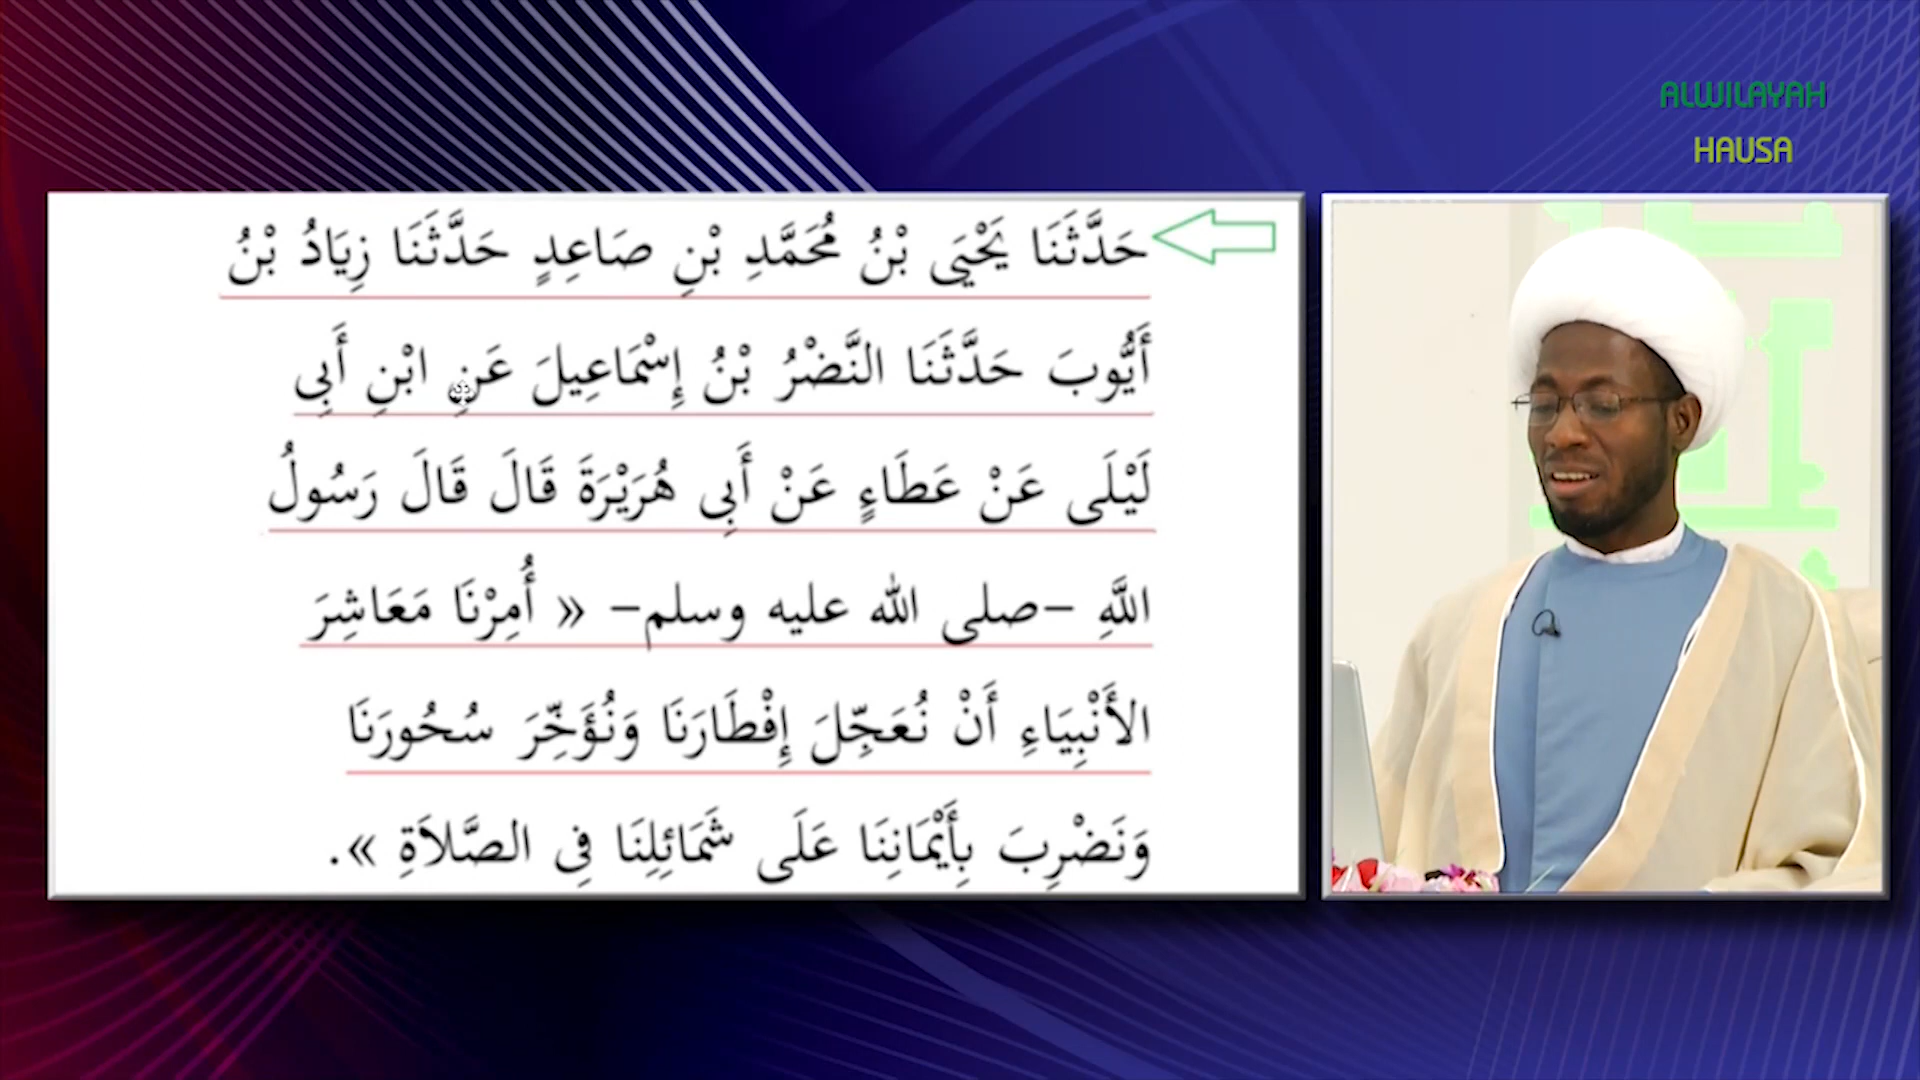 ALWILAYAH
HAUSA
حَدَّثَنَا يَحْيَى بْنُ مُحَمَّدِ بْنِ صَاعِدٍ حَدَّثَنَا زِيَادُ بْنُ
أَيُّوبَ حَدَّثَنَا النَّضْرُ بْنُ إِسْمَاعِيلَ عَنِ ابْنِ أَبِى
لَيْلَى عَنْ عَطَاءٍ عَنْ أَبِى هُرَيْرَةَ قَالَ قَالَ رَسُولُ
اللَّهِ -صلى الله عليه وسلم- « أُمِرْنَا مَعَاشِرَ
الأَنْبِيَاءِ أَنْ نُعَجِّلَ إِفْطَارَنَا وَنُؤَخِّرَ سُحُورَنَا
وَنَضْرِبَ بِأَيْمَانِنَا عَلَى شَمَائِلِنَا فِى الصَّلاَةِ ».